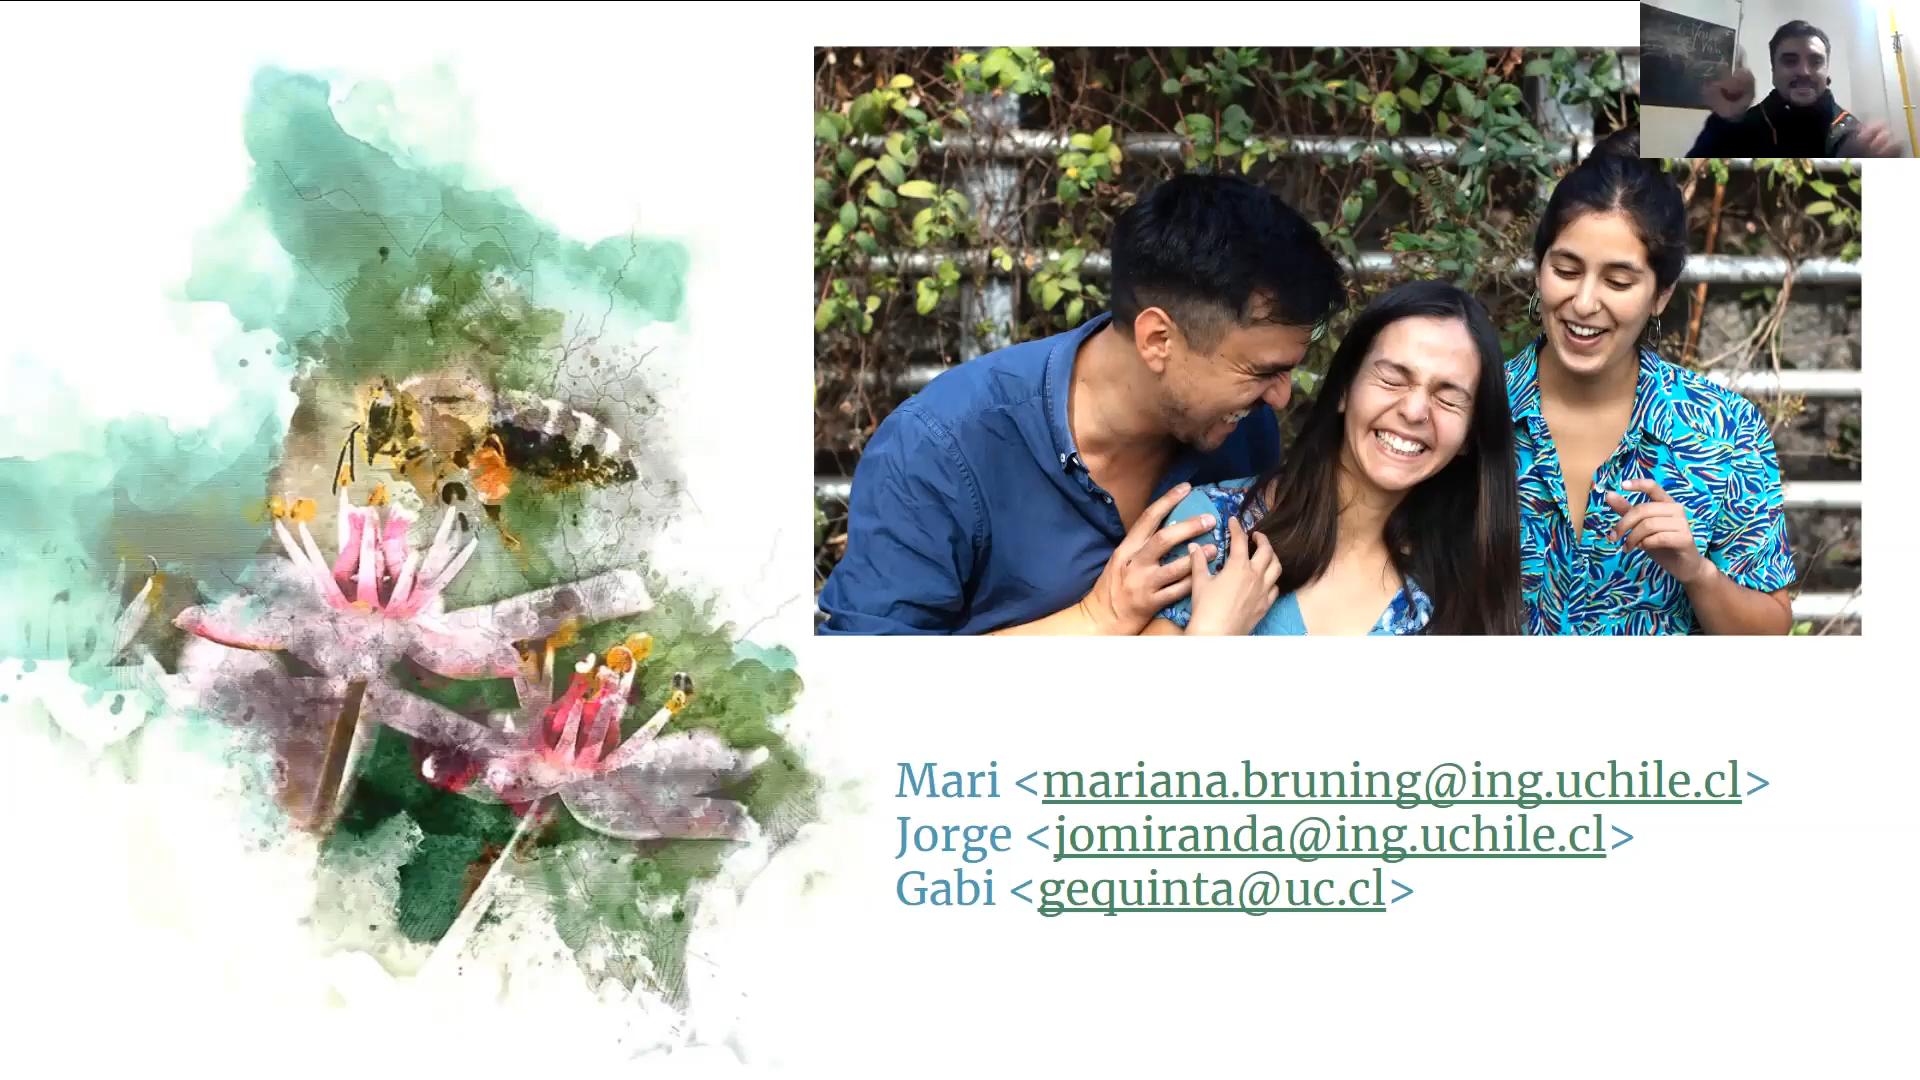 Mari <mariana.bruning@ing.uchile.cl>
Jorge <jomiranda@ing.uchile.cl>
Gabi <gequinta@uc.cl>